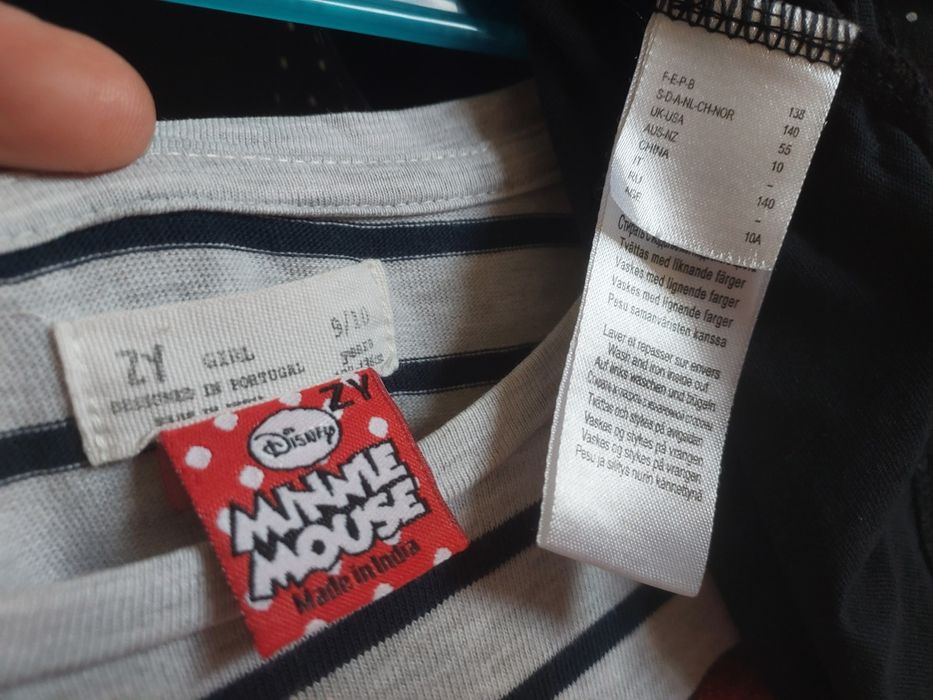 ZY GIRL 9/10
years
DESIGNED IN PORTUGAL
ZY
Disney
MINNIE
MOUSE
Made in India
F-E-P-B 138
S-D-A-NL-CH-NOR 140
UK-USA 55
AUS-NZ 10
CHINA –
IT 140
RU –
AGE 10A
Tvättas med liknande färger
Vaskes med lignende farger
Vaskes med lignende farger
Pesu samanväristen kanssa
Laver et repasser sur envers
Wash and iron inside out
Auf links waschen und bügeln
Tvättas och stryks på avigsidan
Vaskes og stykes på vrangen
Vaskes og stykes på vrangen
Pesu ja silitys nurin kännettynä